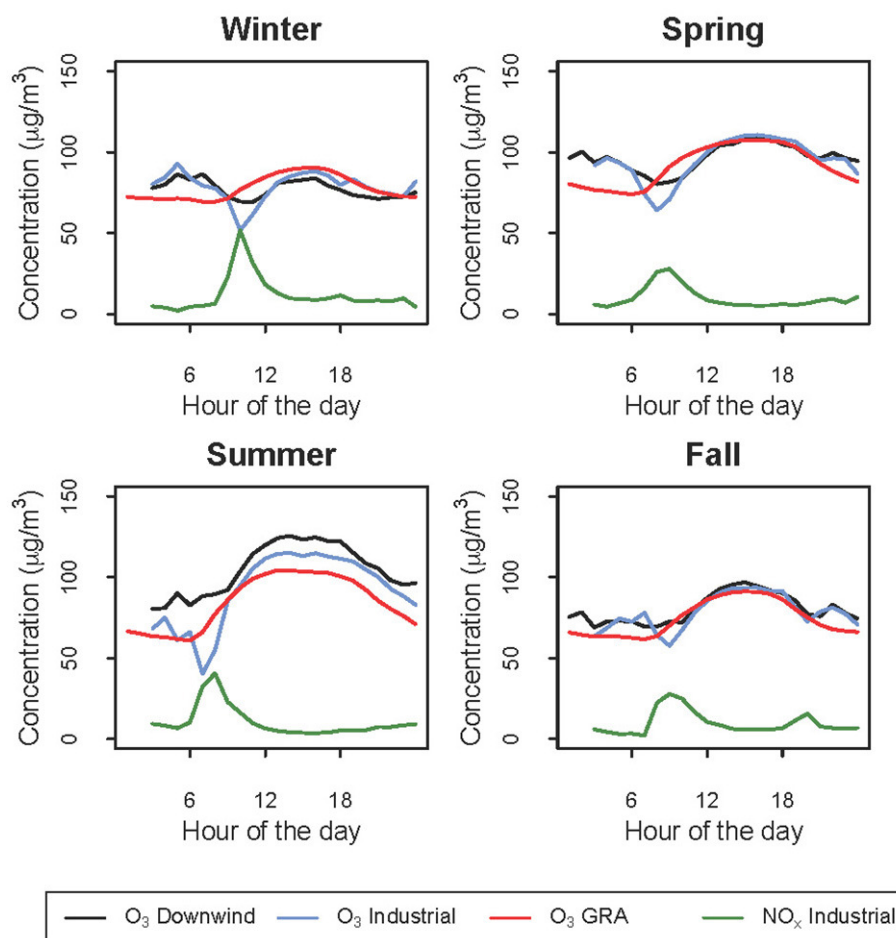 Winter
Concentration (µg/m³)
150
100
50
0
6 12 18
Hour of the day
Spring
Concentration (µg/m³)
150
100
50
0
6 12 18
Hour of the day
Summer
Concentration (µg/m³)
150
100
50
0
6 12 18
Hour of the day
Fall
Concentration (µg/m³)
150
100
50
0
6 12 18
Hour of the day
O₃ Downwind O₃ Industrial O₃ GRA NOₓ Industrial